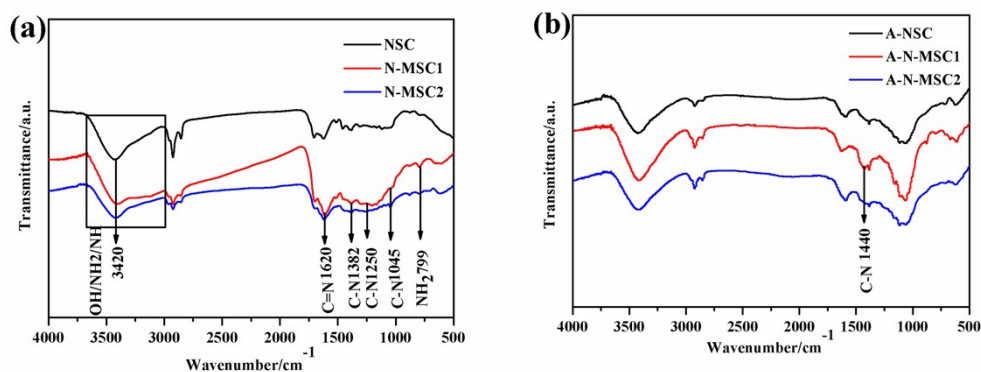 (a)
NSC
N-MSC1
N-MSC2
Transmittance/a.u.
OH/NH2/NH
3420
C=N 1620
C-N1382
C-N1250
C-N1045
NH₂799
4000 3500 3000 2500 2000 1500 1000 500
Wavenumber/cm⁻¹
(b)
A-NSC
A-N-MSC1
A-N-MSC2
Transmittance/a.u.
C-N 1440
4000 3500 3000 2500 2000 1500 1000 500
Wavenumber/cm⁻¹